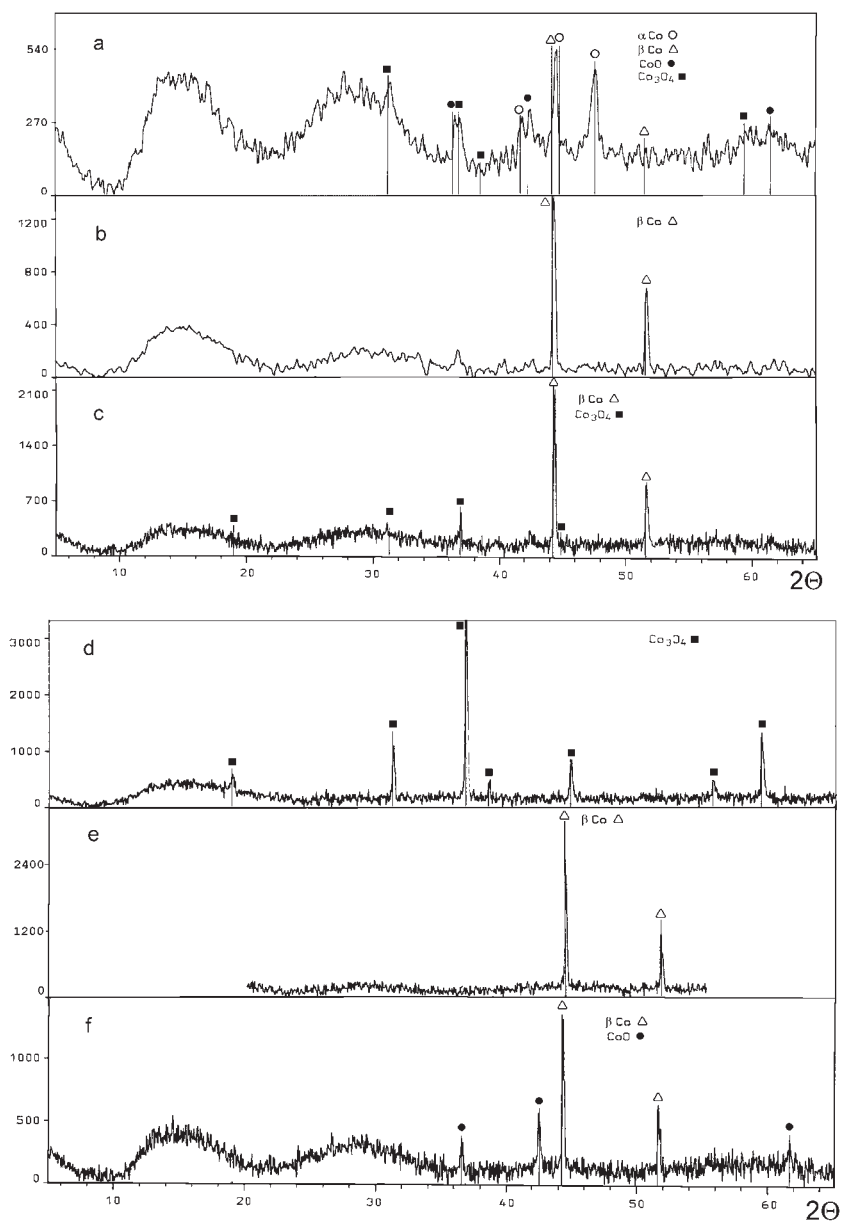 a
αCo ○
βCo △
CoO ●
Co₃O₄ ■
540
270
0
b
βCo △
1200
800
400
0
c
βCo △
Co₃O₄ ■
2100
1400
700
0
10 20 30 40 50 60
2Θ
d
Co₃O₄ ■
3000
2000
1000
0
e
βCo △
2400
1200
0
f
βCo △
CoO ●
1000
500
0
10 20 30 40 50 60
2Θ